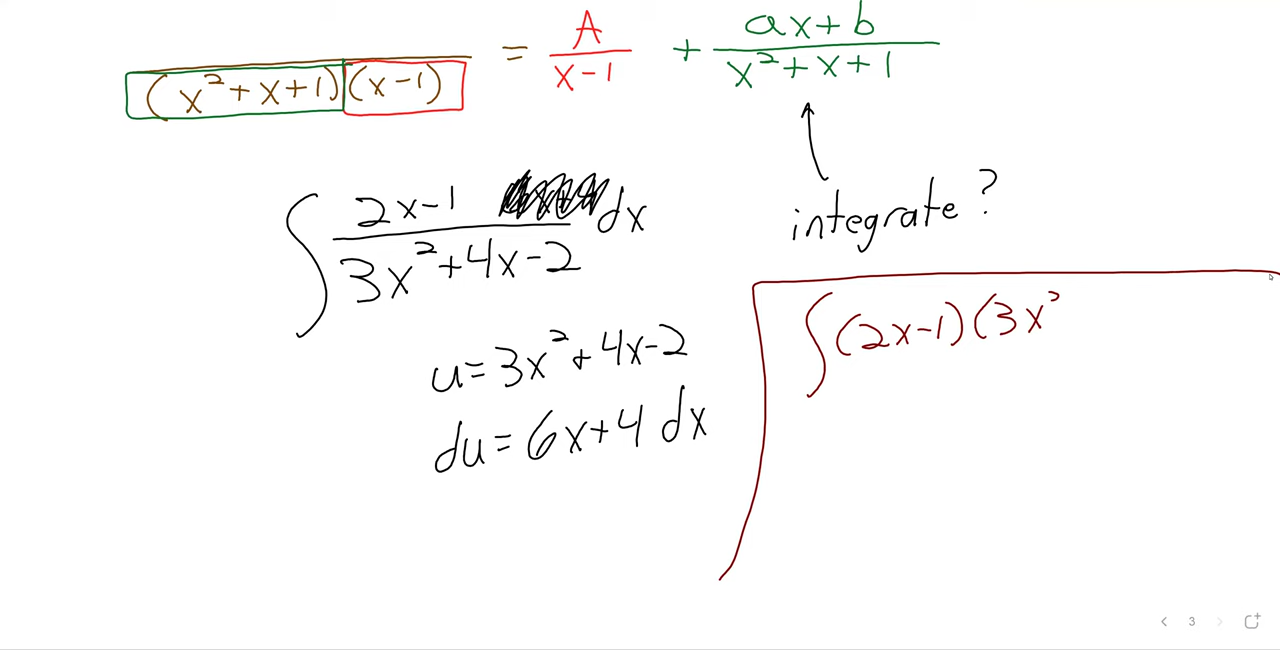 (x² + x + 1)(x - 1) = A/(x - 1) + (ax + b)/(x² + x + 1)
integrate?
∫ (2x - 1)/(3x² + 4x - 2) dx
u = 3x² + 4x - 2
du = 6x + 4 dx
∫ (2x - 1)(3x²
3